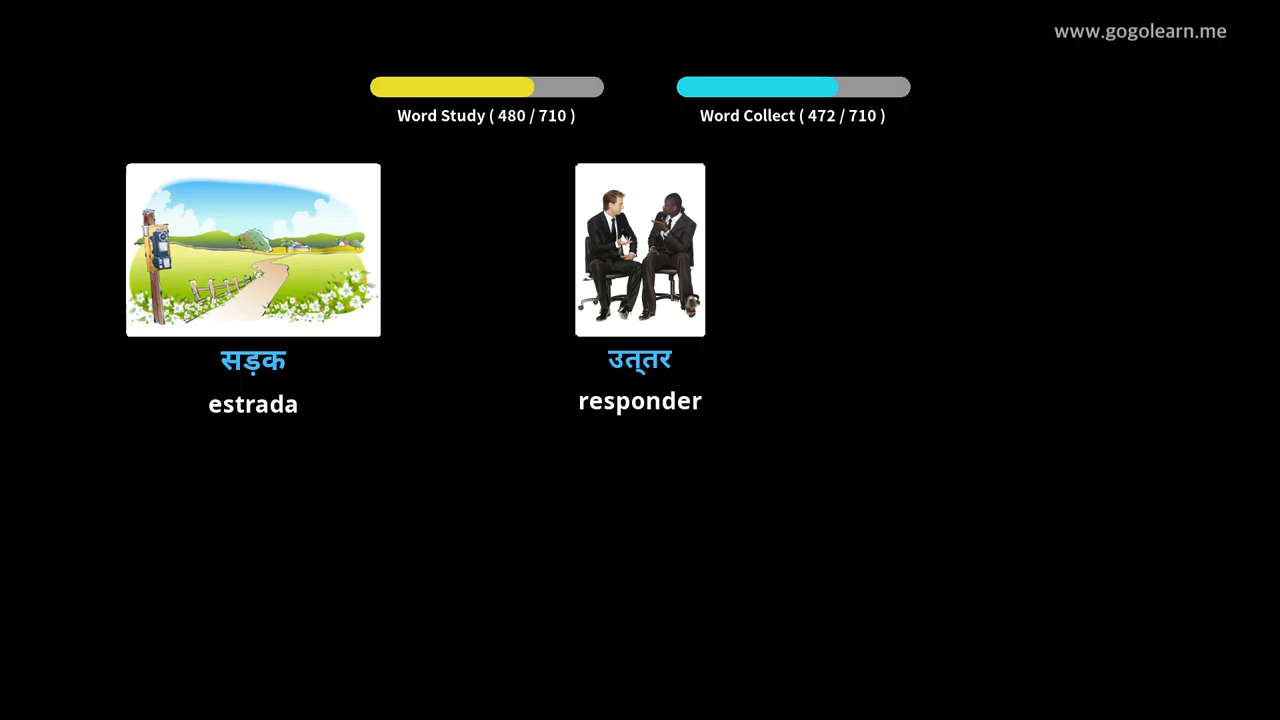 www.gogolearn.me
Word Study ( 480 / 710 )
Word Collect ( 472 / 710 )
सड़क
estrada
उत्तर
responder